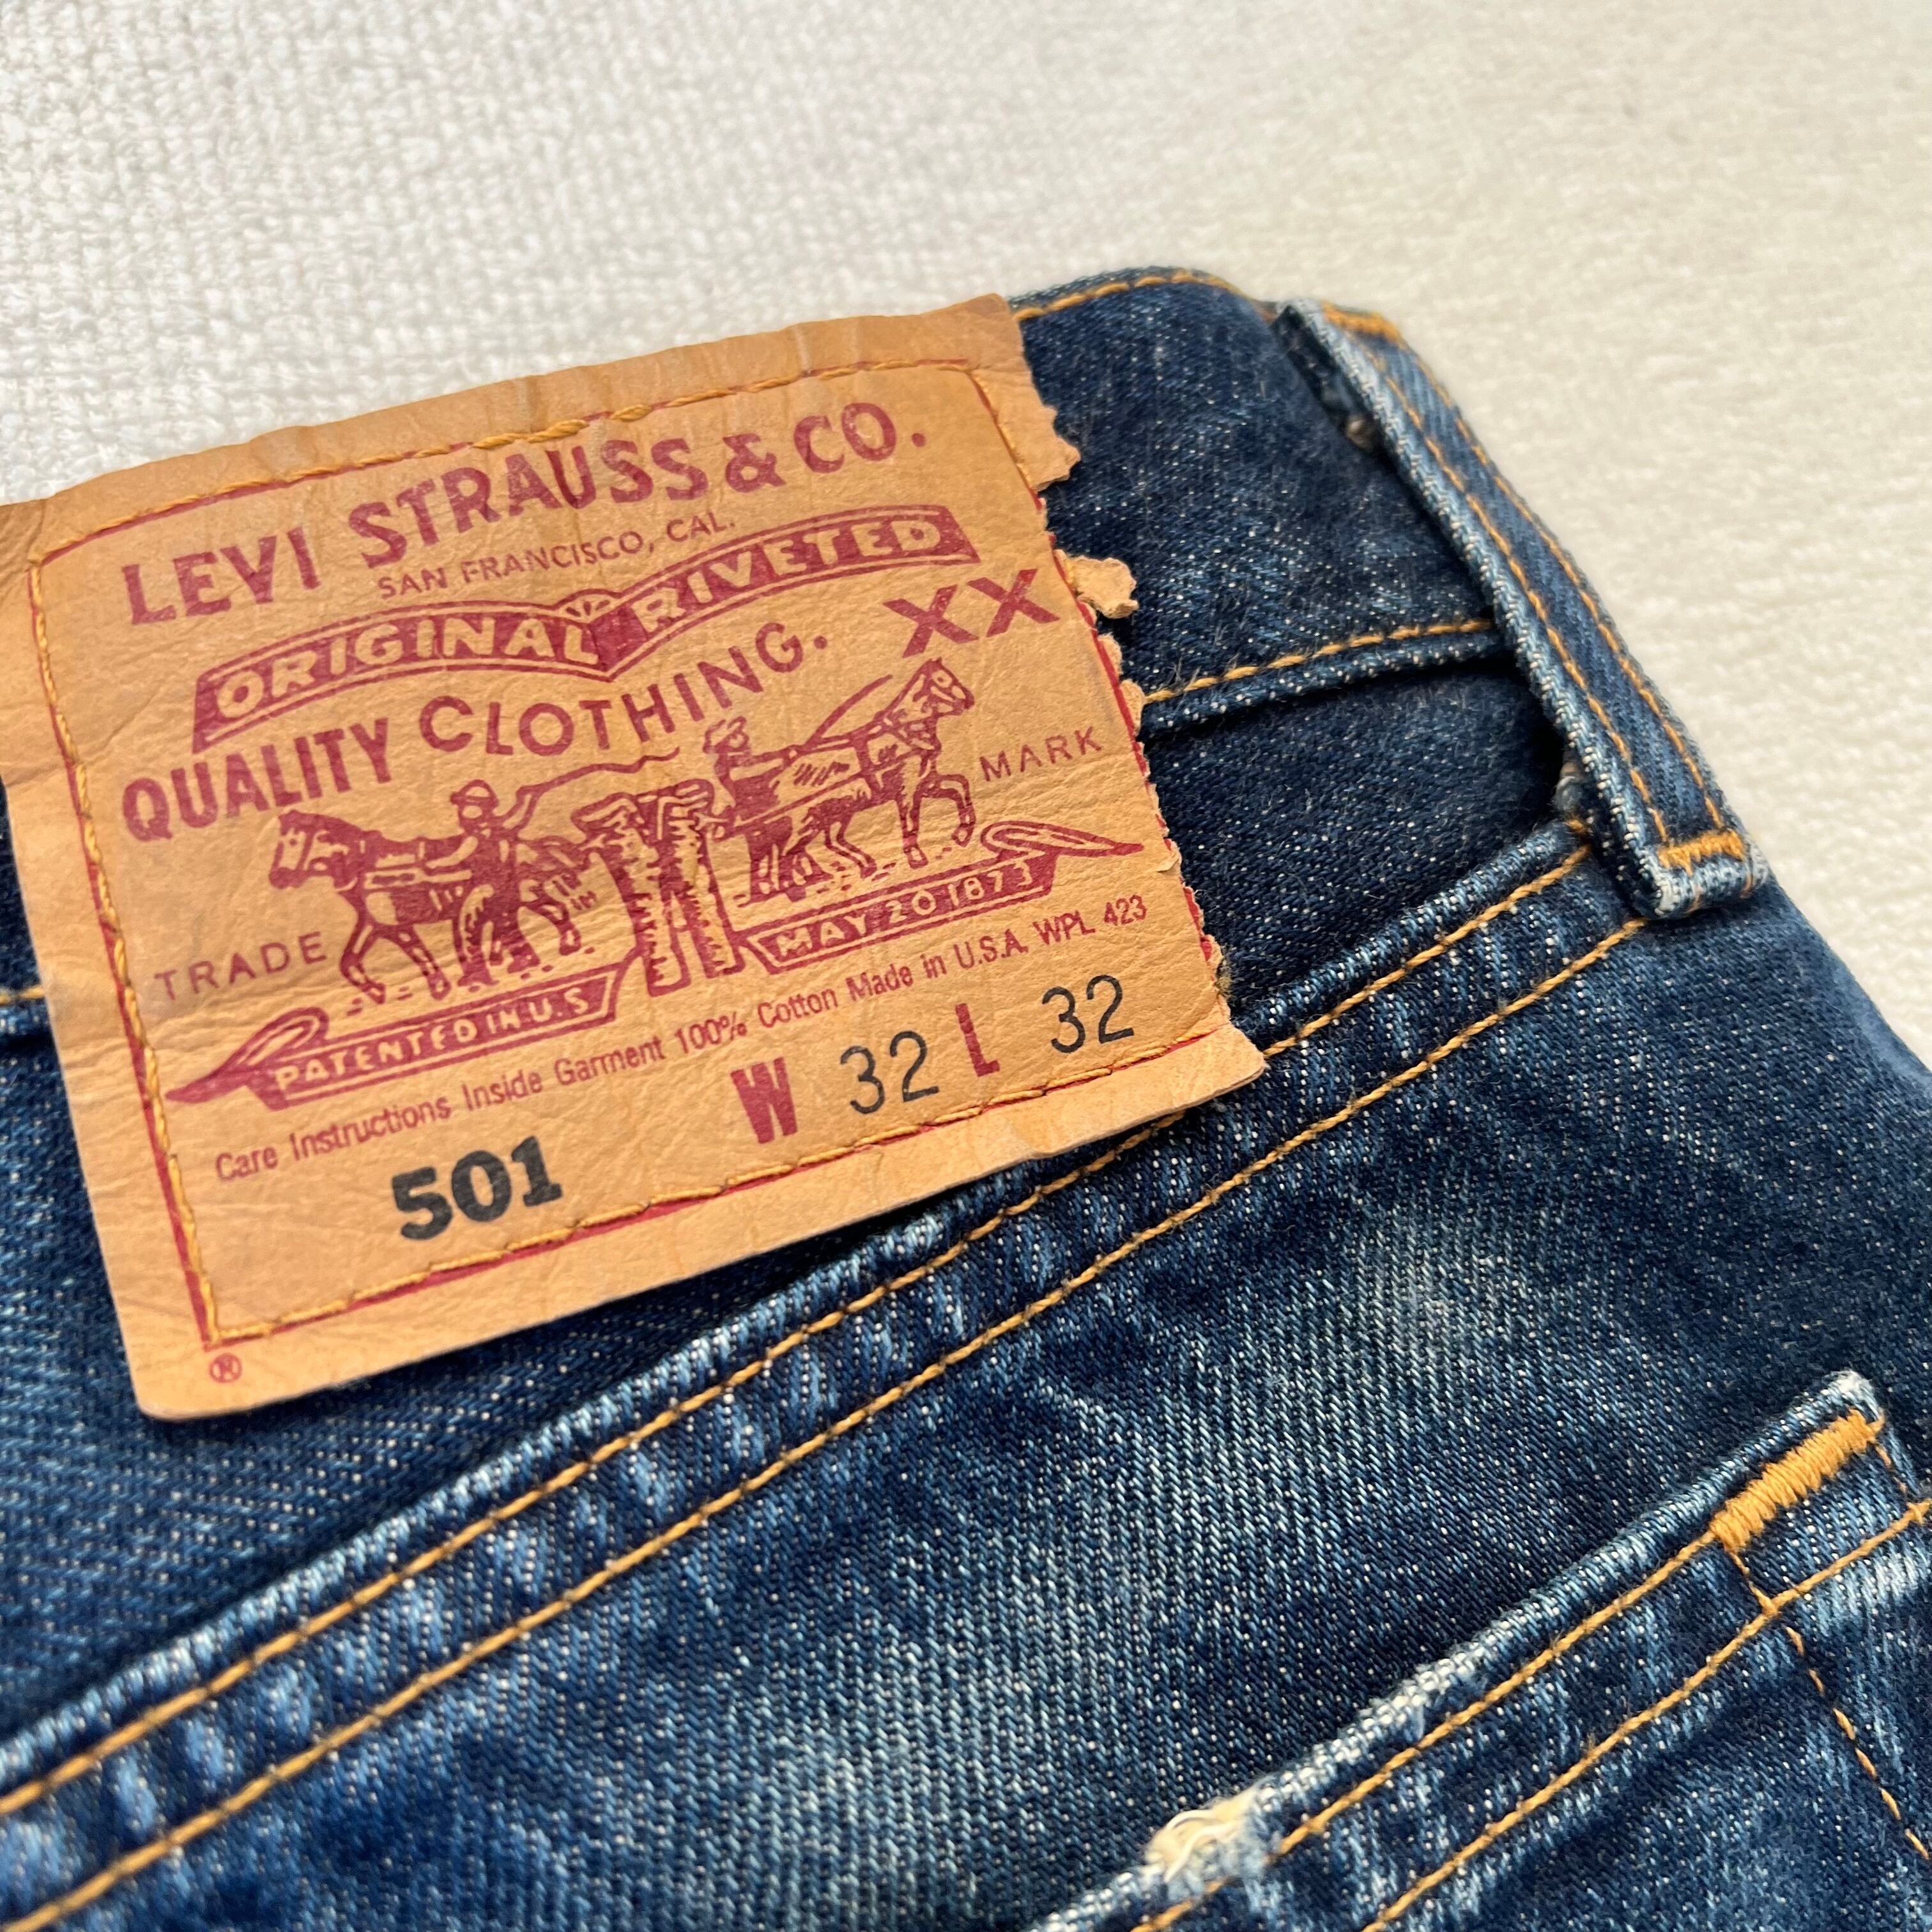 LEVI STRAUSS & CO.
SAN FRANCISCO, CAL.
ORIGINAL RIVETED
QUALITY CLOTHING. XX
TRADE MARK
PATENTED IN U.S. MAY 20 1873
Care Instructions Inside Garment 100% Cotton Made in U.S.A. WPL 423
501 W 32 L 32
®